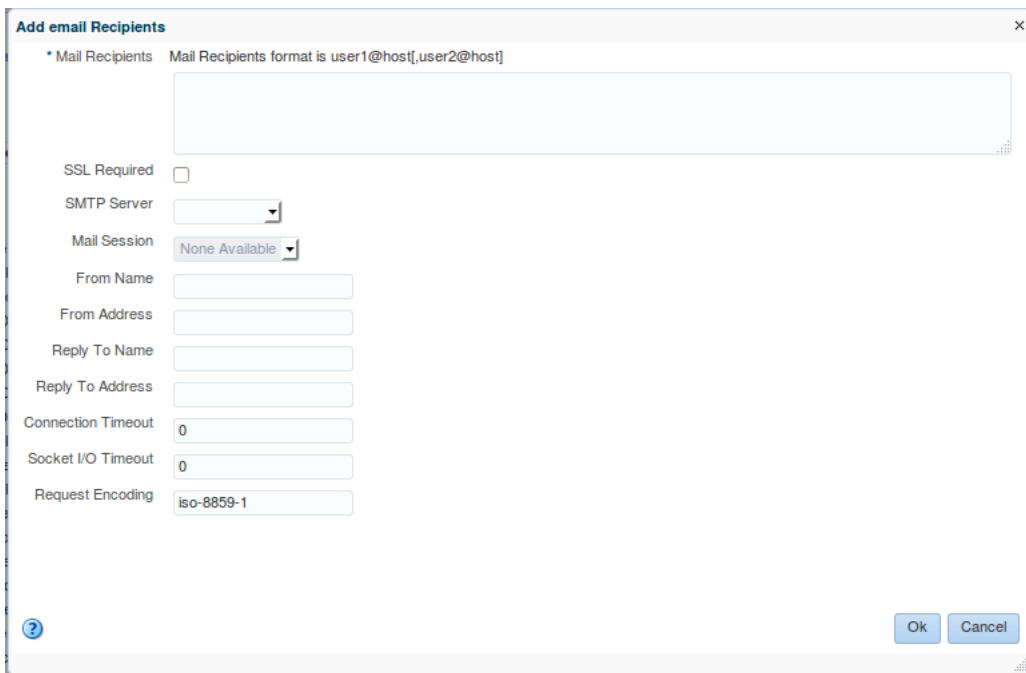 Add email Recipients
* Mail Recipients Mail Recipients format is user1@host[,user2@host]
SSL Required
SMTP Server
Mail Session None Available
From Name
From Address
Reply To Name
Reply To Address
Connection Timeout 0
Socket I/O Timeout 0
Request Encoding iso-8859-1
Ok Cancel